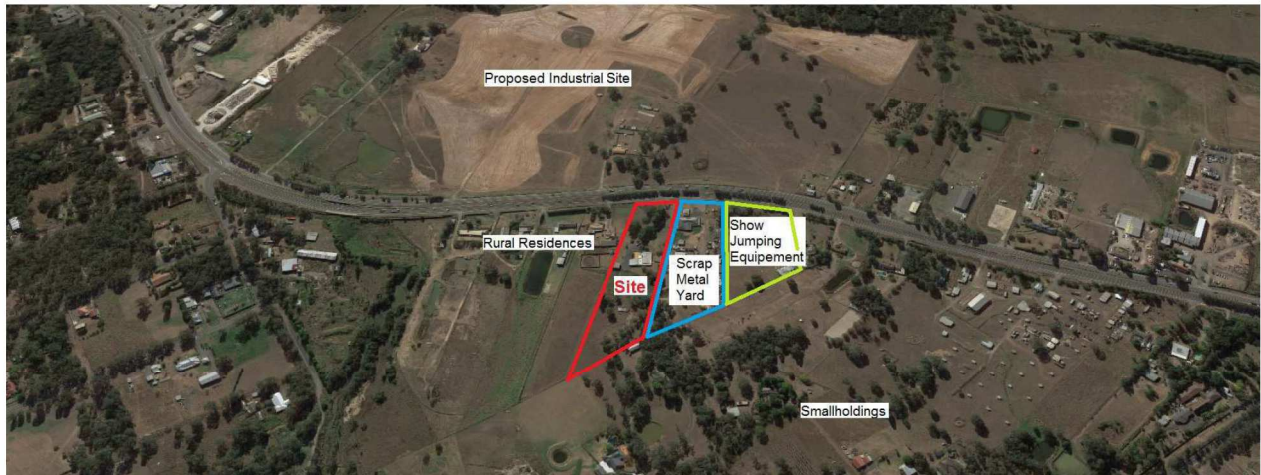 Proposed Industrial Site
Rural Residences
Site
Scrap
Metal
Yard
Show
Jumping
Equipement
Smallholdings